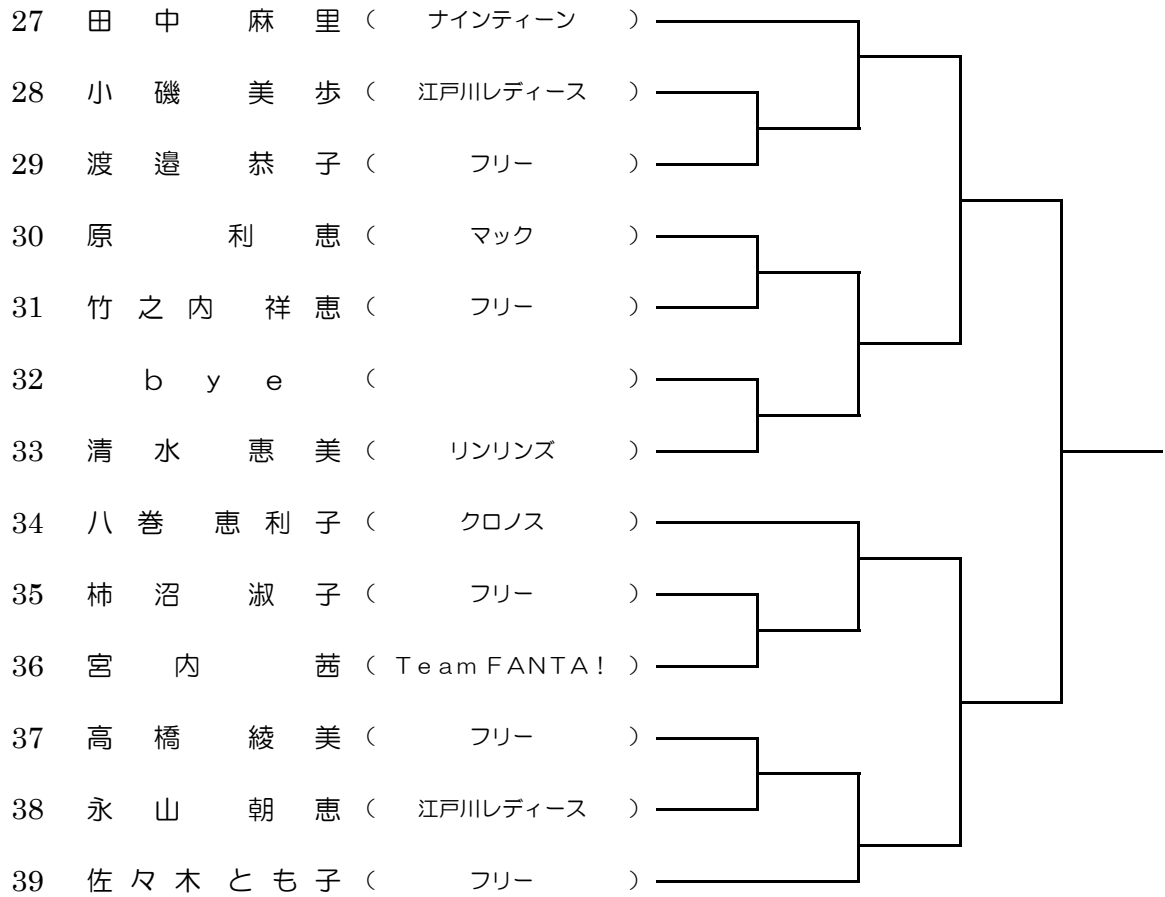 27 田中 麻里 （ ナインティーン ）
28 小磯 美歩 （ 江戸川レディース ）
29 渡邉 恭子 （ フリー ）
30 原 利恵 （ マック ）
31 竹之内 祥恵 （ フリー ）
32 ｂｙｅ （ ）
33 清水 惠美 （ リンリンズ ）
34 八巻 恵利子 （ クロノス ）
35 柿沼 淑子 （ フリー ）
36 宮内 茜 （ Ｔｅａｍ ＦＡＮＴＡ！ ）
37 高橋 綾美 （ フリー ）
38 永山 朝恵 （ 江戸川レディース ）
39 佐々木 とも子 （ フリー ）